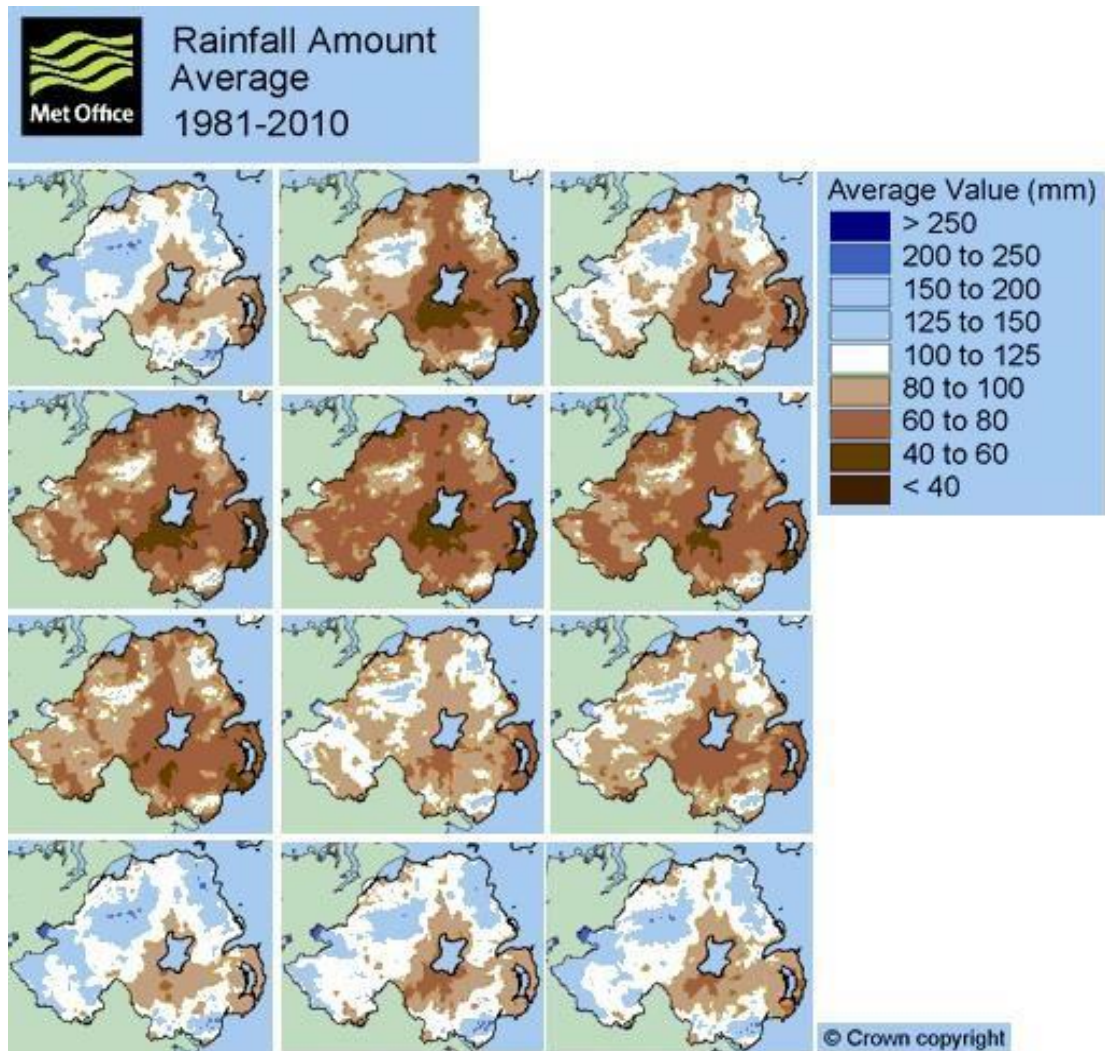 Met Office
Rainfall Amount
Average
1981-2010
Average Value (mm)
> 250
200 to 250
150 to 200
125 to 150
100 to 125
80 to 100
60 to 80
40 to 60
< 40
© Crown copyright